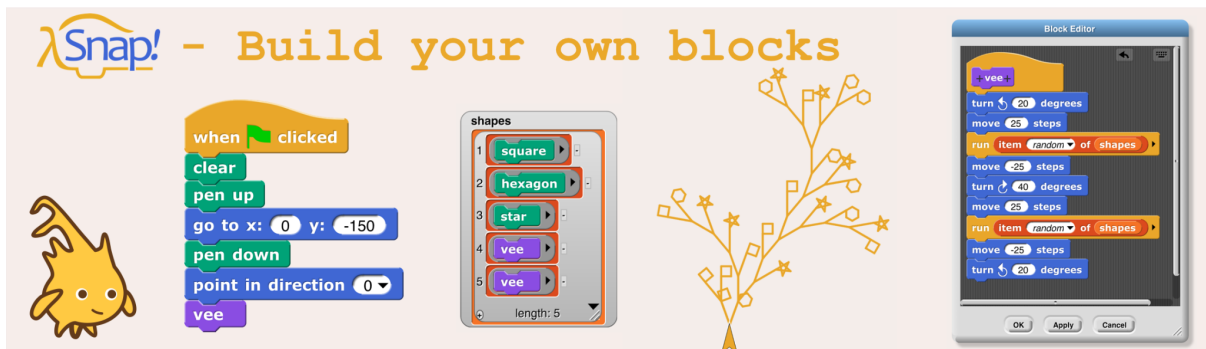 λSnap! - Build your own blocks
when clicked
clear
pen up
go to x: 0 y: -150
pen down
point in direction 0
vee
shapes
1 square
2 hexagon
3 star
4 vee
5 vee
length: 5
Block Editor
+vee+
turn 20 degrees
move 25 steps
run item random of shapes
move -25 steps
turn 40 degrees
move 25 steps
run item random of shapes
move -25 steps
turn 20 degrees
OK Apply Cancel